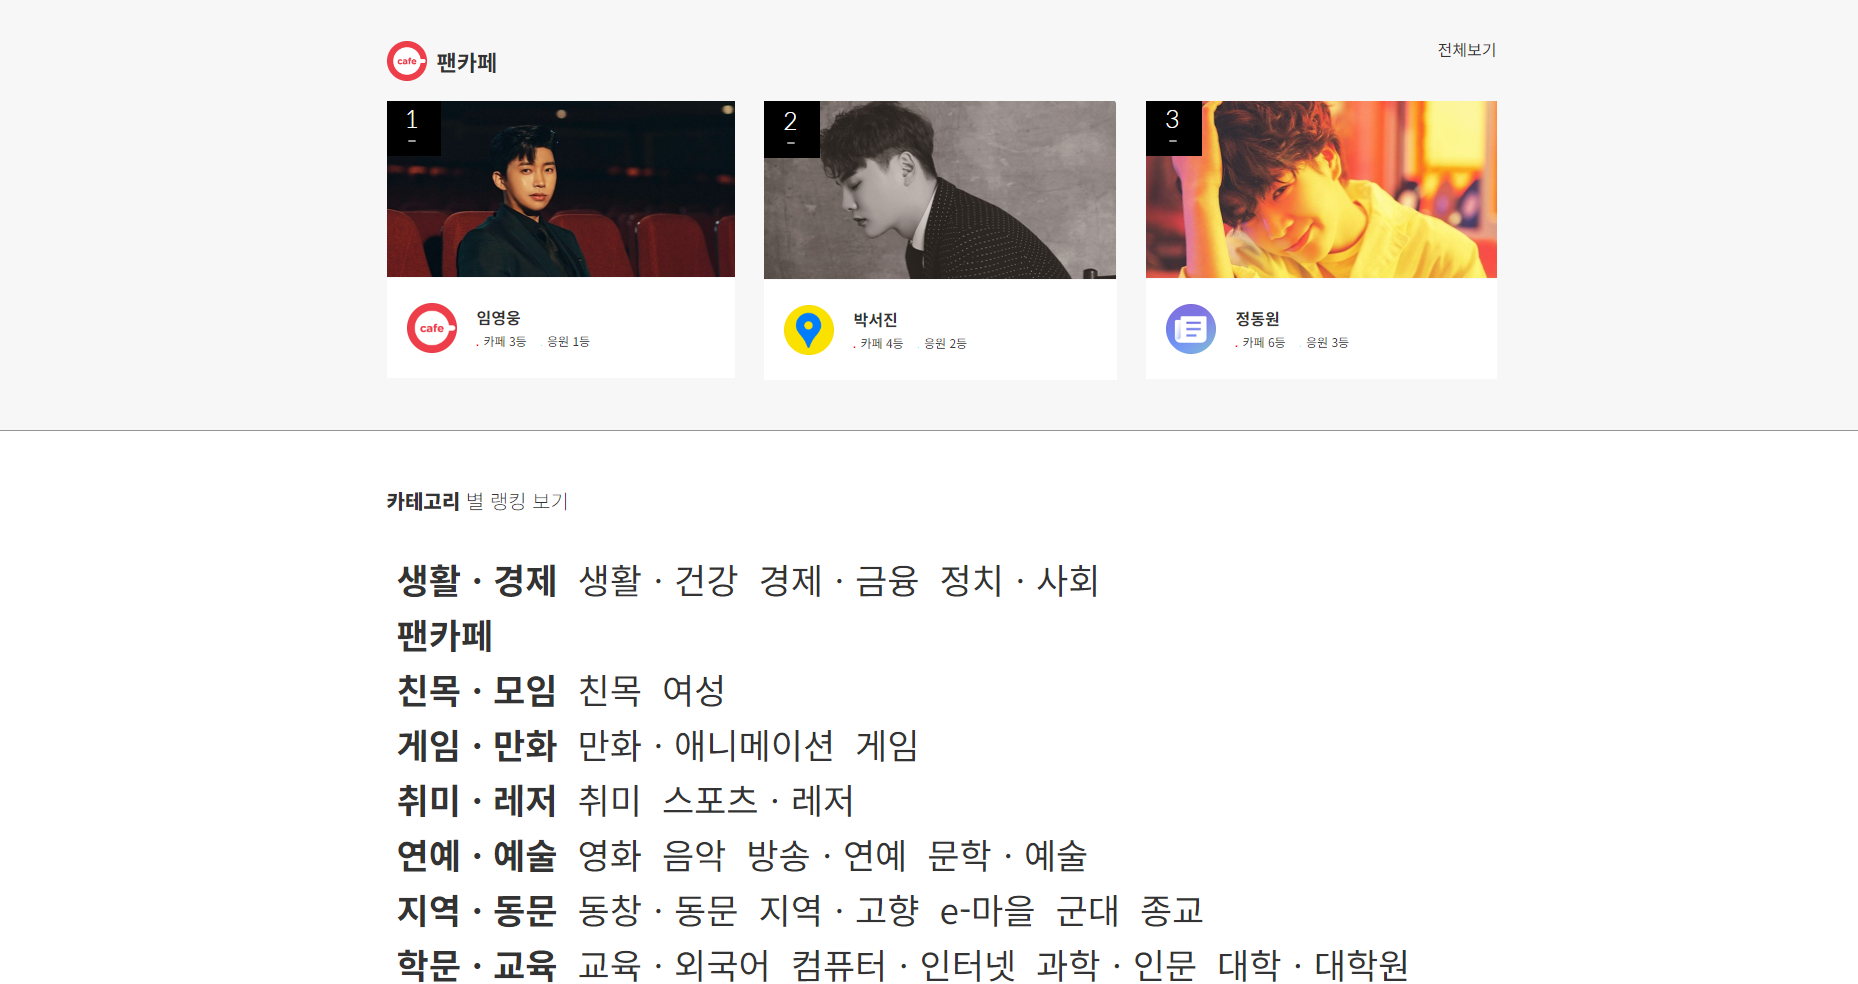 cafe 팬카페
전체보기
1
-
2
-
3
-
cafe
임영웅
. 카페 3등 응원 1등
박서진
. 카페 4등 응원 2등
정동원
. 카페 6등 응원 3등
카테고리 별 랭킹 보기
생활 · 경제 생활 · 건강 경제 · 금융 정치 · 사회
팬카페
친목 · 모임 친목 여성
게임 · 만화 만화 · 애니메이션 게임
취미 · 레저 취미 스포츠 · 레저
연예 · 예술 영화 음악 방송 · 연예 문학 · 예술
지역 · 동문 동창 · 동문 지역 · 고향 e-마을 군대 종교
학문 · 교육 교육 · 외국어 컴퓨터 · 인터넷 과학 · 인문 대학 · 대학원